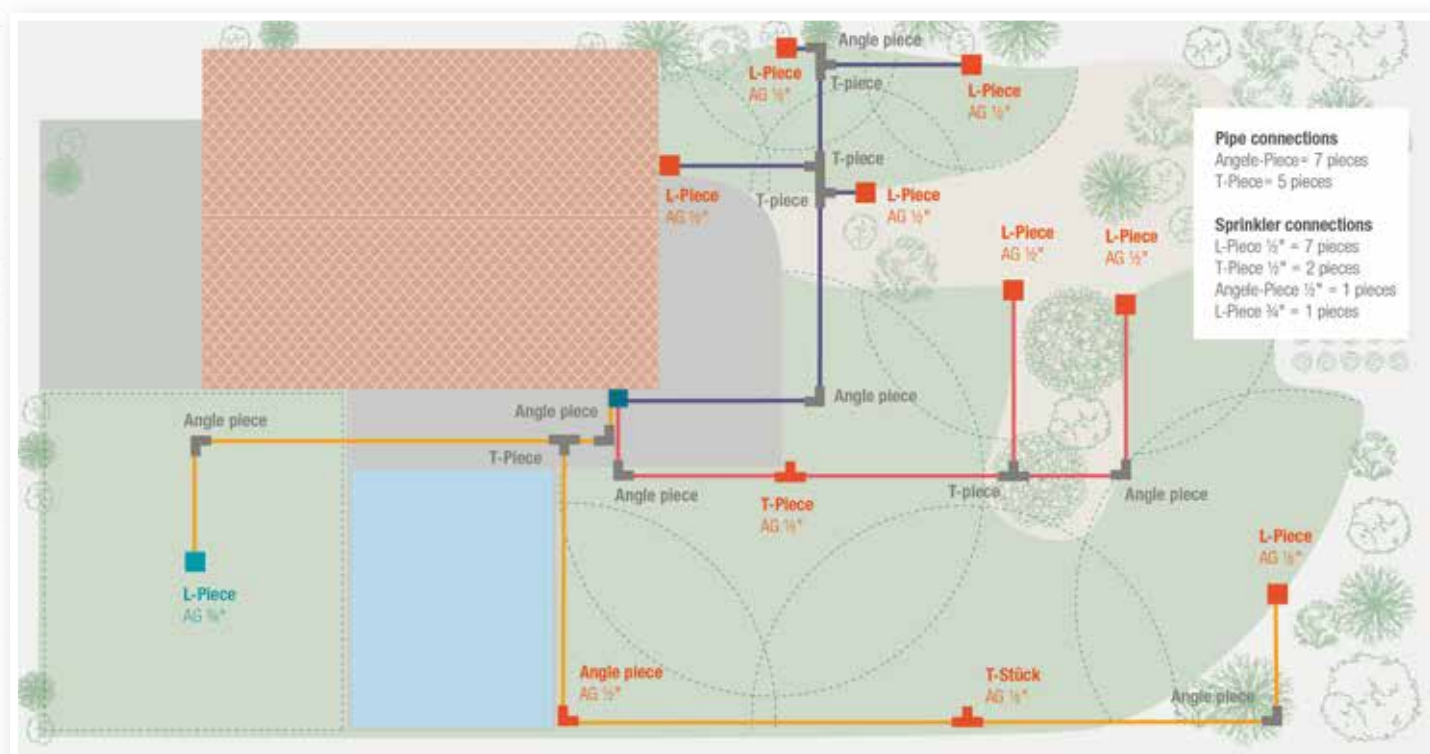 Angle piece
L-Piece
AG ½"
T-piece
L-Piece
AG ½"
Pipe connections
Angele-Piece= 7 pieces
T-Piece= 5 pieces
Sprinkler connections
L-Piece ½" = 7 pieces
T-Piece ½" = 2 pieces
Angele-Piece ½" = 1 pieces
L-Piece ¾" = 1 pieces
T-piece
L-Piece
AG ½"
T-piece
L-Piece
AG ½"
L-Piece
AG ½"
L-Piece
AG ½"
Angle piece
Angle piece
Angle piece
T-Piece
Angle piece
T-Piece
AG ½"
T-piece
Angle piece
L-Piece
AG ½"
L-Piece
AG ¾"
Angle piece
AG ½"
T-Stück
AG ½"
Angle piece